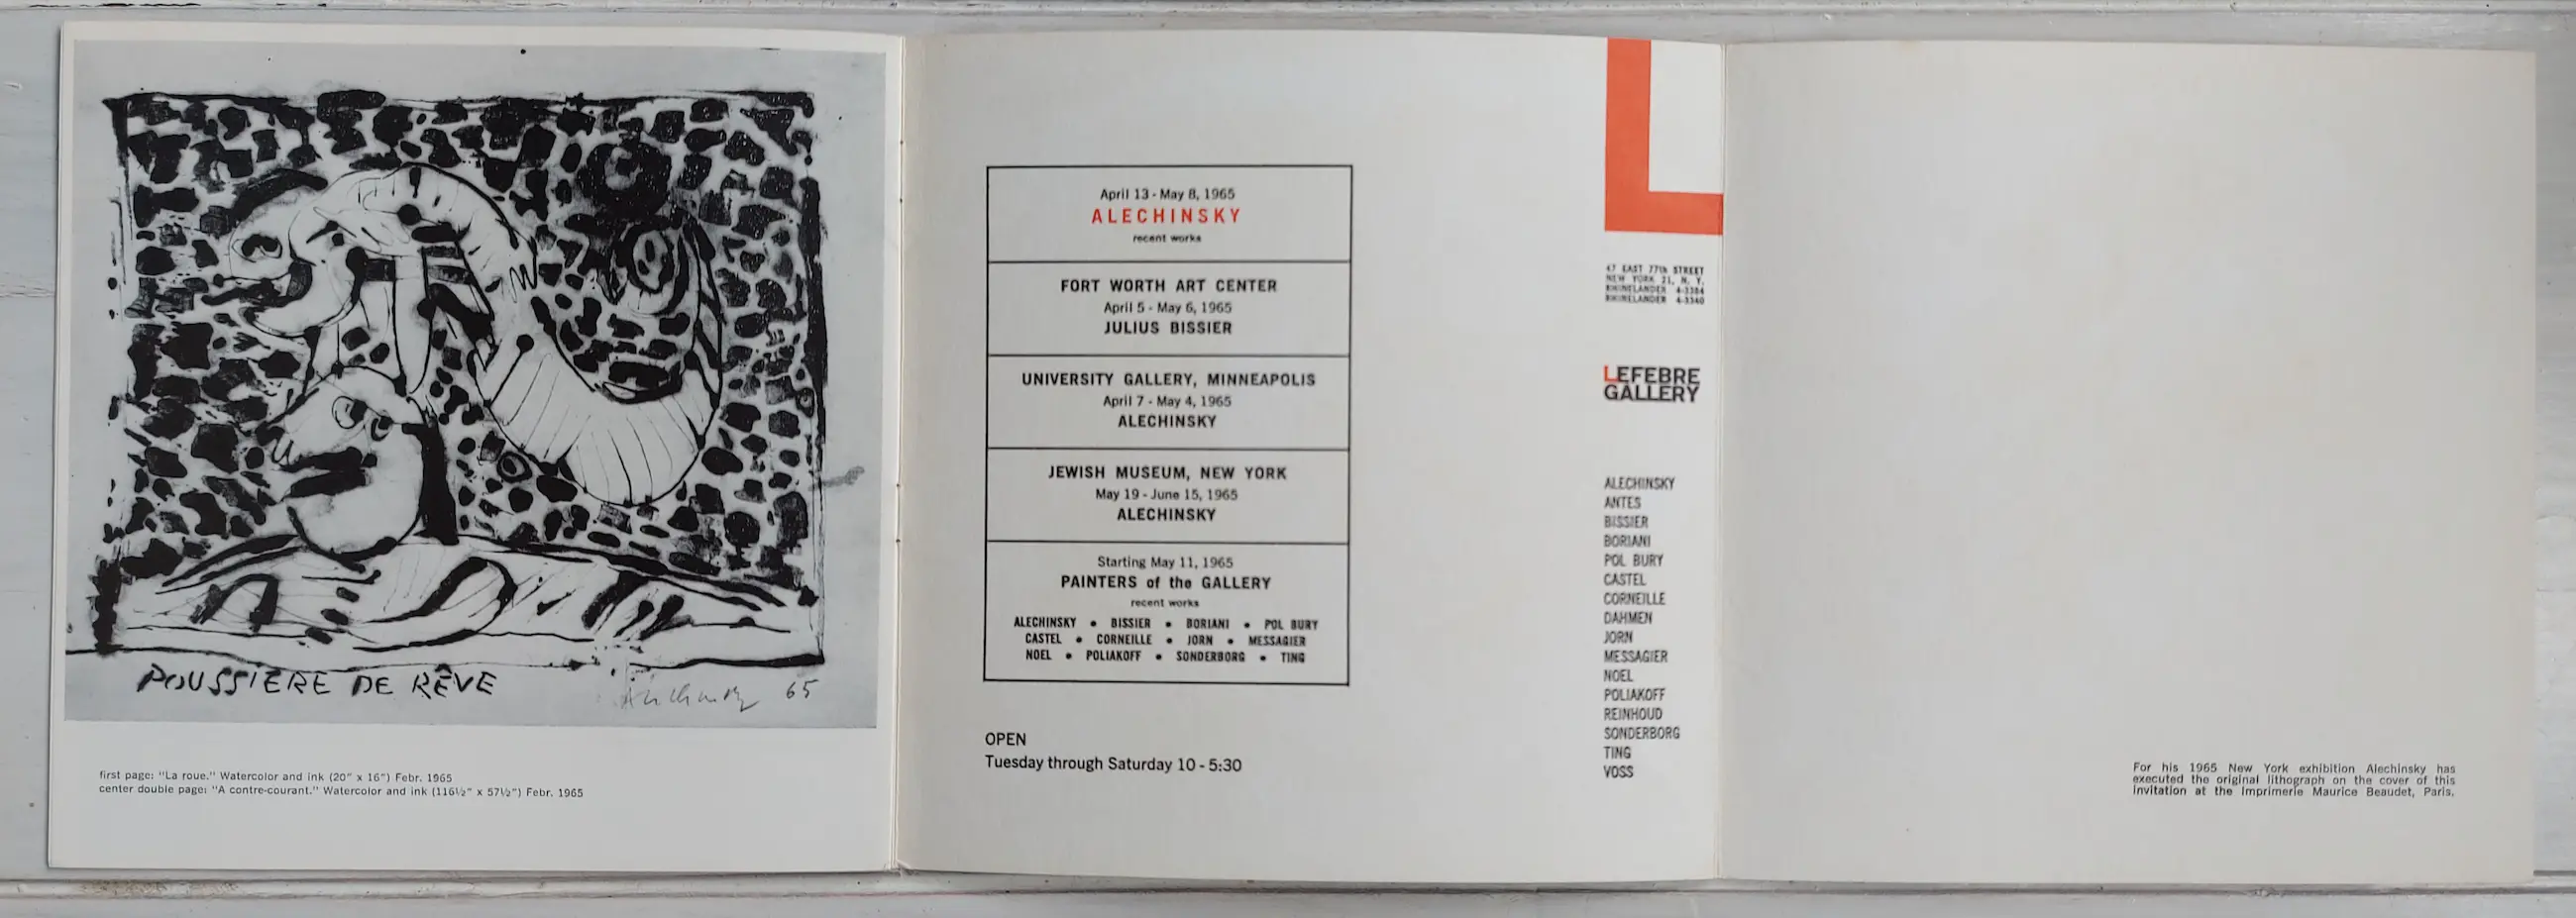 POUSSIERE DE RÊVE
Alechinsky 65
first page: "La roue." Watercolor and ink (20" x 16") Febr. 1965
center double page: "A contre-courant." Watercolor and ink (116½" x 57½") Febr. 1965
April 13 - May 8, 1965
ALECHINSKY
recent works
FORT WORTH ART CENTER
April 5 - May 6, 1965
JULIUS BISSIER
UNIVERSITY GALLERY, MINNEAPOLIS
April 7 - May 4, 1965
ALECHINSKY
JEWISH MUSEUM, NEW YORK
May 19 - June 15, 1965
ALECHINSKY
Starting May 11, 1965
PAINTERS of the GALLERY
recent works
ALECHINSKY • BISSIER • BORIANI • POL BURY
CASTEL • CORNEILLE • JORN • MESSAGIER
NOEL • POLIAKOFF • SONDERBORG • TING
OPEN
Tuesday through Saturday 10 - 5:30
L
47 EAST 77th STREET
NEW YORK 21, N. Y.
RHINELANDER 4-3384
RHINELANDER 4-3340
LEFEBRE
GALLERY
ALECHINSKY
ANTES
BISSIER
BORIANI
POL BURY
CASTEL
CORNEILLE
DAHMEN
JORN
MESSAGIER
NOEL
POLIAKOFF
REINHOUD
SONDERBORG
TING
VOSS
For his 1965 New York exhibition Alechinsky has
executed the original lithograph on the cover of this
invitation at the Imprimerie Maurice Beaudet, Paris.